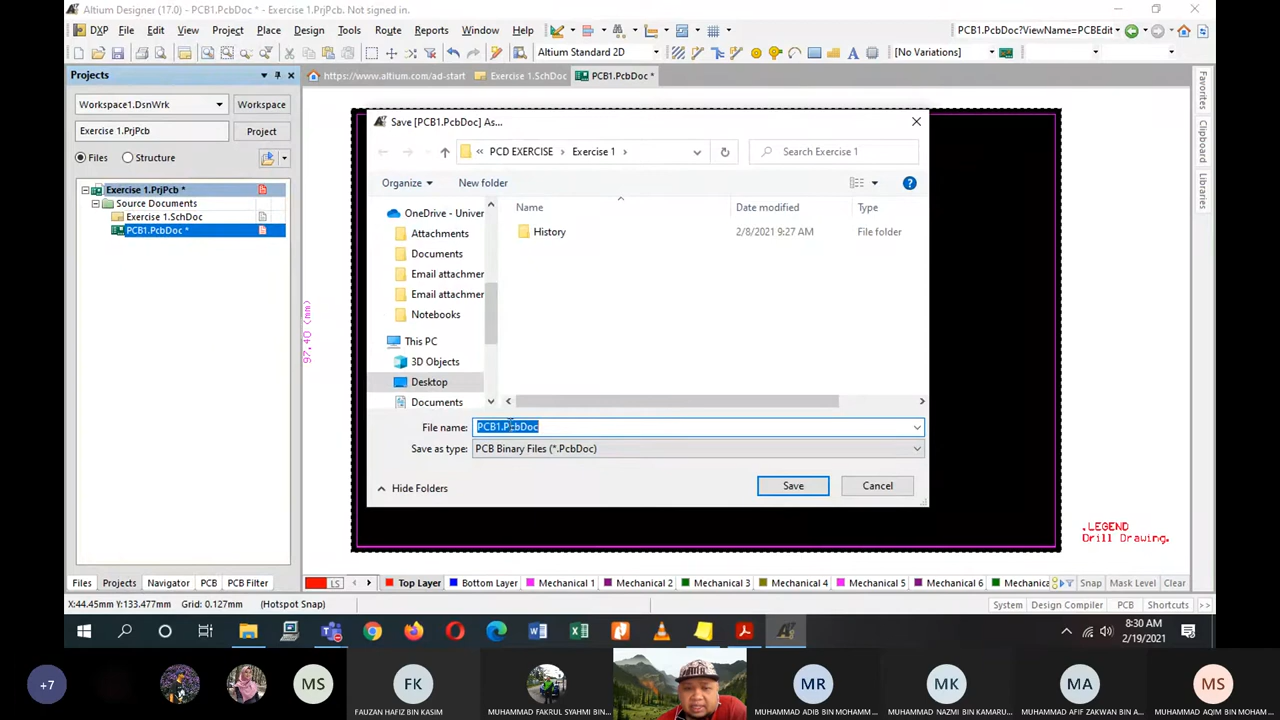 Altium Designer (17.0) - PCB1.PcbDoc * - Exercise 1.PrjPcb. Not signed in.
DXP File Edit View Project Place Design Tools Route Reports Window Help
PCB1.PcbDoc?ViewName=PCBEdit
Altium Standard 2D
[No Variations]
Projects
https://www.altium.com/ad-start Exercise 1.SchDoc PCB1.PcbDoc *
Workspace1.DsnWrk Workspace
Exercise 1.PrjPcb Project
Files Structure
Exercise 1.PrjPcb *
Source Documents
Exercise 1.SchDoc
PCB1.PcbDoc *
Favorites
Clipboard
Libraries
97.40 (mm)
Save [PCB1.PcbDoc] As...
« PCD EXERCISE › Exercise 1 ›
Search Exercise 1
Organize New folder
Name Date modified Type
OneDrive - Univer
Attachments
Documents
Email attachmer
Email attachmer
Notebooks
This PC
3D Objects
Desktop
Documents
History 2/8/2021 9:27 AM File folder
File name: PCB1.PcbDoc
Save as type: PCB Binary Files (*.PcbDoc)
Hide Folders Save Cancel
.LEGEND
Drill Drawing.
Files Projects Navigator PCB PCB Filter
LS Top Layer Bottom Layer Mechanical 1 Mechanical 2 Mechanical 3 Mechanical 4 Mechanical 5 Mechanical 6 Mechanica Snap Mask Level Clear
X:44.45mm Y:133.477mm Grid: 0.127mm (Hotspot Snap)
System Design Compiler PCB Shortcuts >>
8:30 AM
2/19/2021
+7
MS
FK
FAUZAN HAFIZ BIN KASIM
MUHAMMAD FAKRUL SYAHMI BIN...
MR
MUHAMMAD ADIB BIN MOHAMM...
MK
MUHAMMAD NAZMI BIN KAMARU...
MA
MUHAMMAD AFIF ZAKWAN BIN A...
MS
MUHAMMAD AQIM BIN MOHD S...